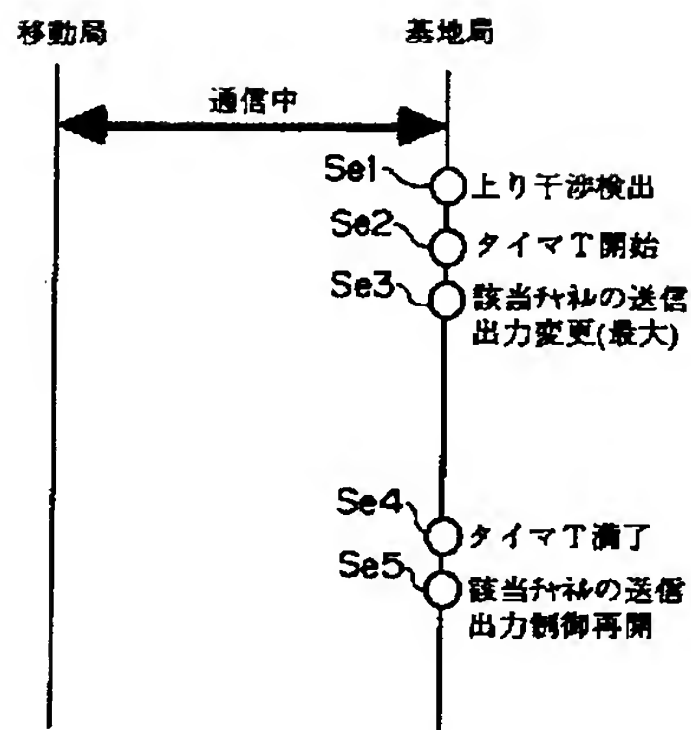 移動局 基地局
通信中
Se1 上り干渉検出
Se2 タイマT開始
Se3 該当チャネルの送信
出力変更(最大)
Se4 タイマT満了
Se5 該当チャネルの送信
出力制御再開